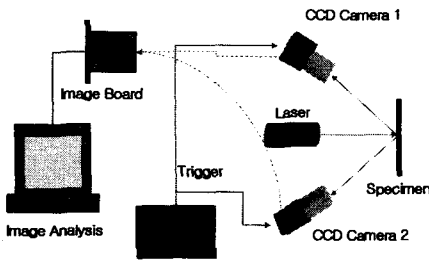 CCD Camera 1
Image Board
Laser
Trigger
Specimen
Image Analysis
CCD Camera 2